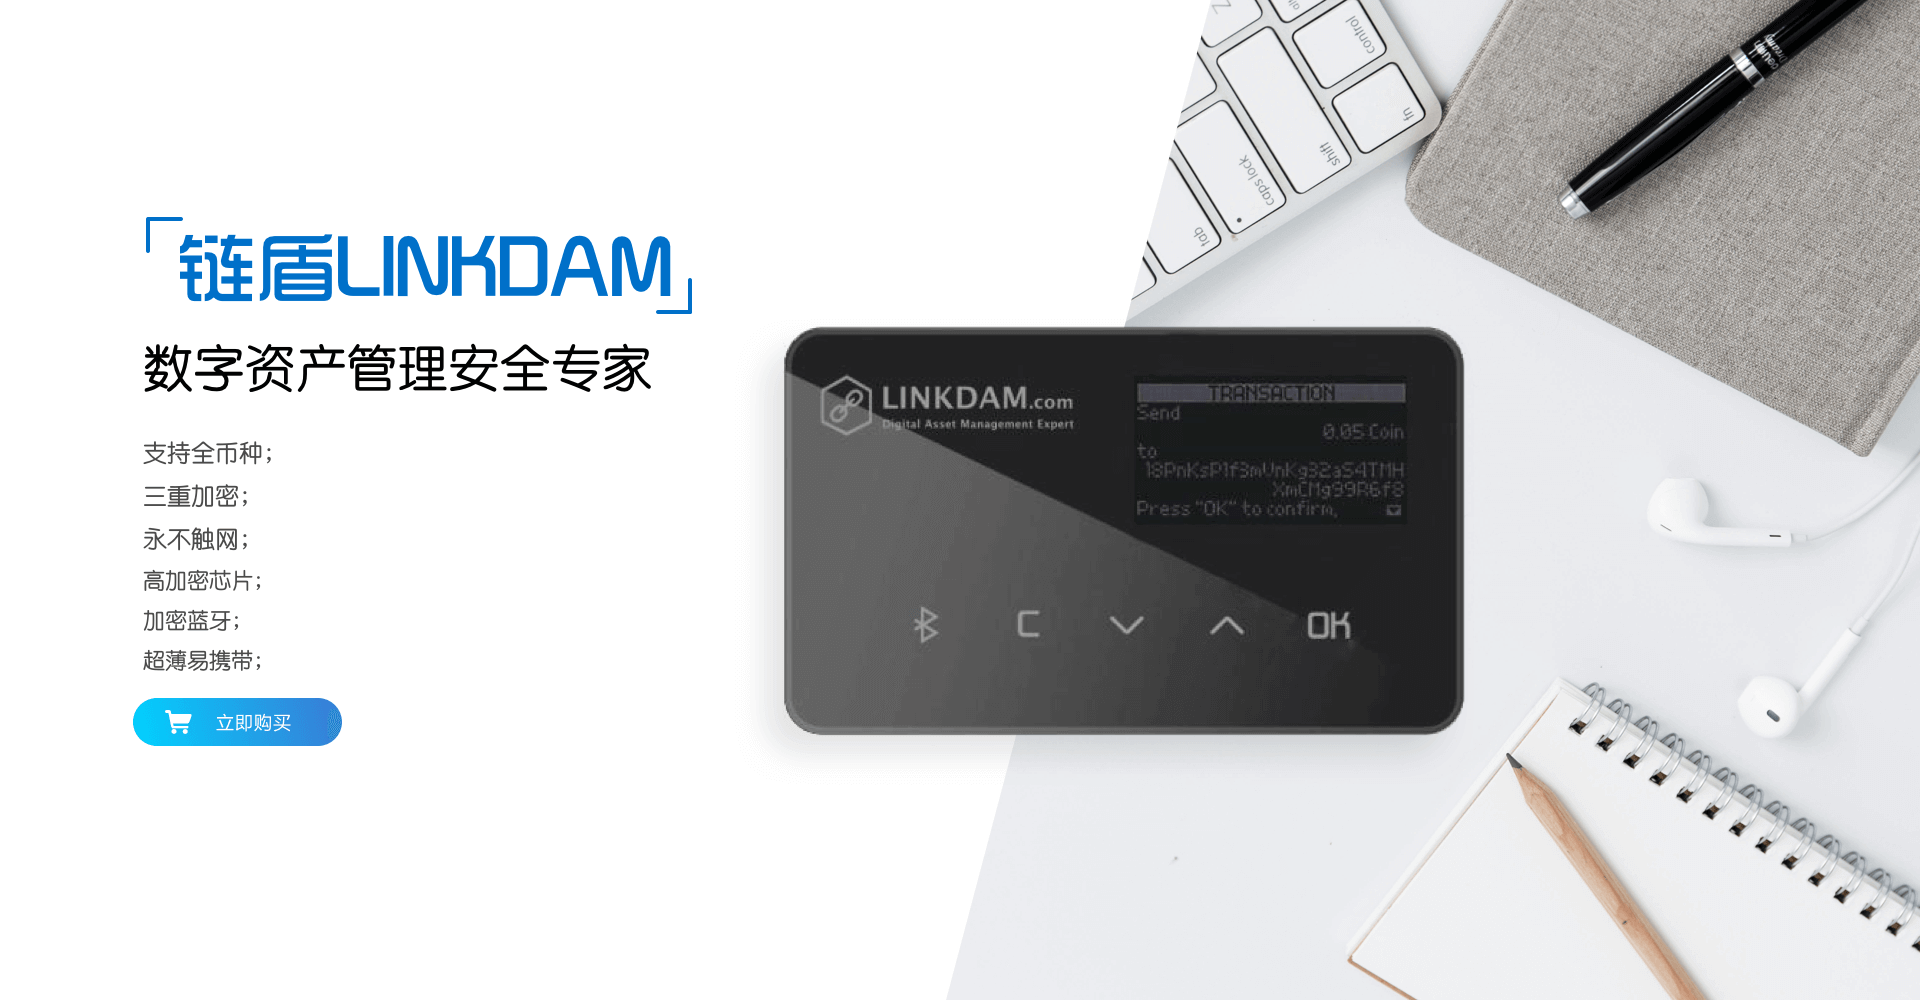 链盾LINKDAM
数字资产管理安全专家
支持全币种;
三重加密;
永不触网;
高加密芯片;
加密蓝牙;
超薄易携带;
立即购买
LINKDAM.com
Digital Asset Management Expert
TRANSACTION
Send
0.05 Coin
to
18PnKsP1f3mUnKg32aS4TMH
XmCMg99R6f8
Press "OK" to confirm,
C
OK
Z
control
fn
shift
caps lock
tab